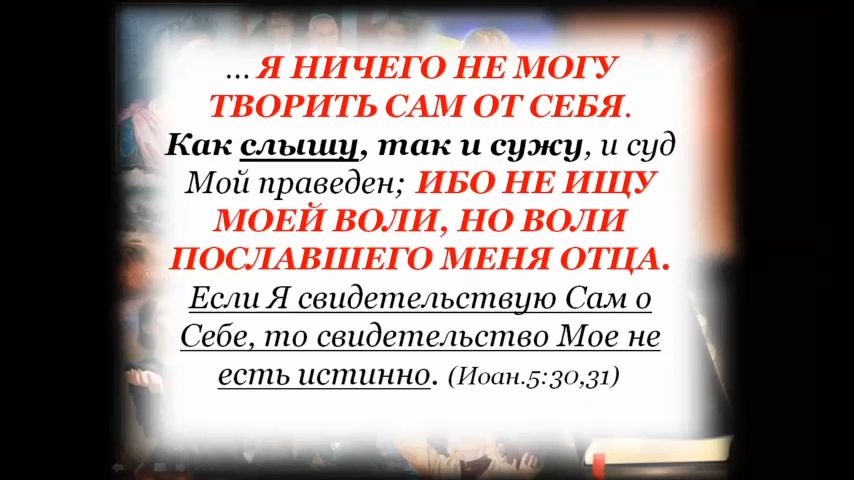 ... Я НИЧЕГО НЕ МОГУ
ТВОРИТЬ САМ ОТ СЕБЯ.
Как слышу, так и сужу, и суд
Мой праведен; ИБО НЕ ИЩУ
МОЕЙ ВОЛИ, НО ВОЛИ
ПОСЛАВШЕГО МЕНЯ ОТЦА.
Если Я свидетельствую Сам о
Себе, то свидетельство Мое не
есть истинно. (Иоан.5:30,31)